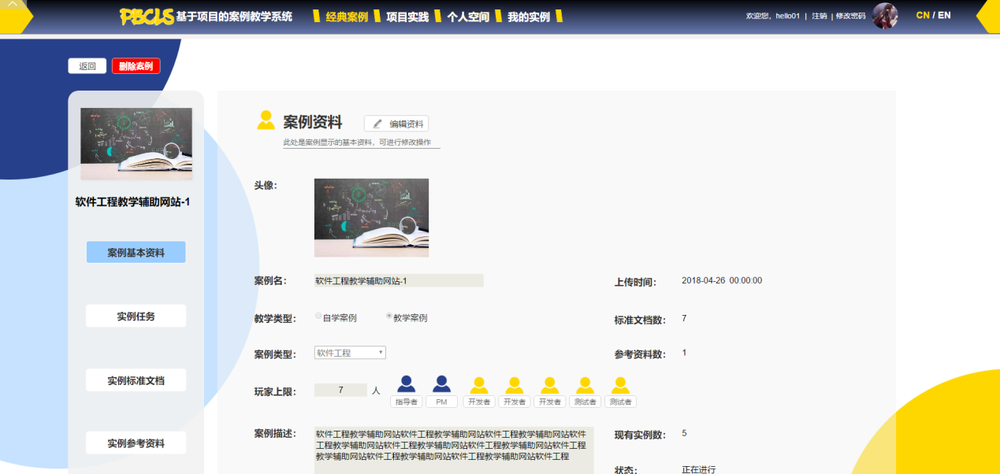 PBCLS 基于项目的案例教学系统 经典案例 项目实践 个人空间 我的实例 欢迎您，hello01 | 注销 | 修改密码 CN / EN
返回 删除案例
软件工程教学辅助网站-1
案例基本资料
实例任务
实例标准文档
实例参考资料
案例资料 编辑资料
此处是案例显示的基本资料，可进行修改操作
头像：
案例名： 软件工程教学辅助网站-1 上传时间： 2018-04-26 00:00:00
教学类型： 自学案例 教学案例 标准文档数： 7
案例类型： 软件工程 参考资料数： 1
玩家上限： 7 人 指导者 PM 开发者 开发者 开发者 测试者 测试者
案例描述： 软件工程教学辅助网站软件工程教学辅助网站软件工程教学辅助网站软件 现有实例数： 5
工程教学辅助网站软件工程教学辅助网站软件工程教学辅助网站软件工程
教学辅助网站软件工程教学辅助网站软件工程教学辅助网站软件工程
状态： 正在进行